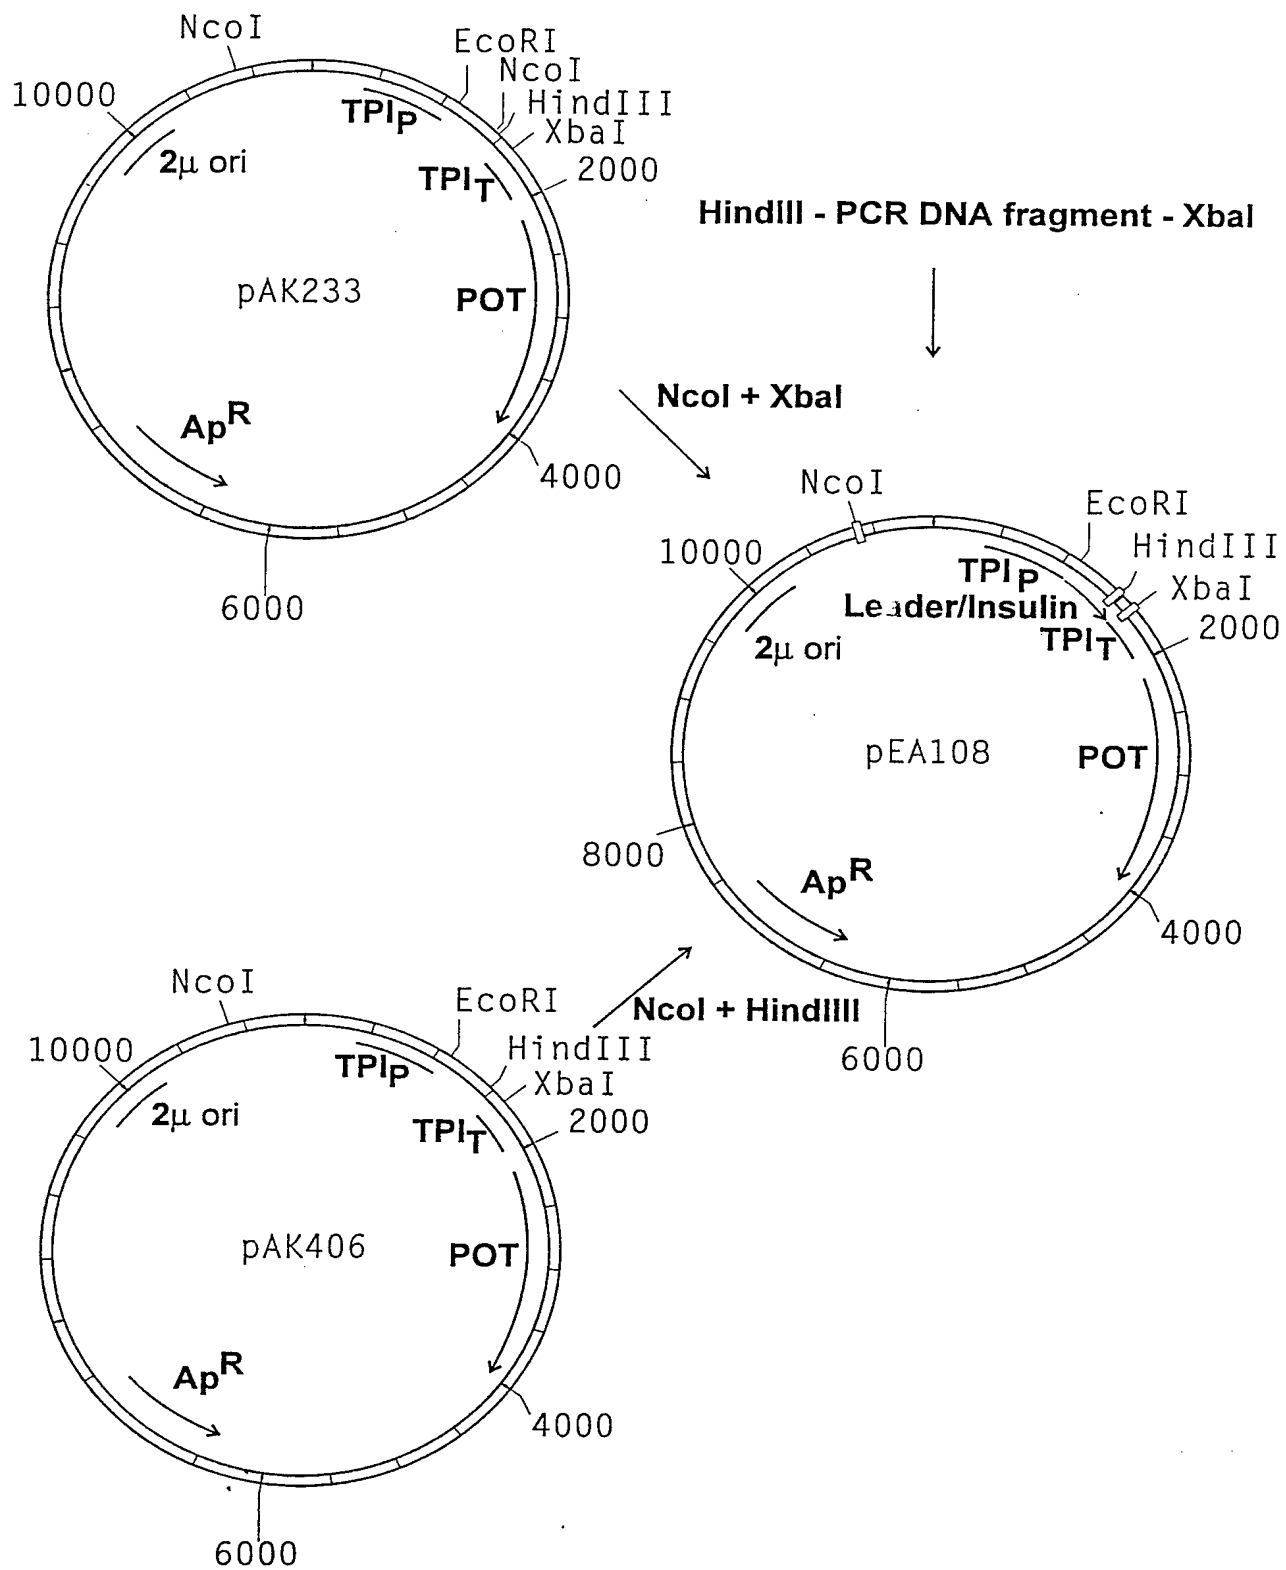 NcoI
EcoRI
NcoI
HindIII
XbaI
10000
TPIP
2µ ori
TPIT
2000
pAK233
POT
ApR
4000
6000
HindIII - PCR DNA fragment - XbaI
NcoI + XbaI
NcoI
EcoRI
HindIII
XbaI
10000
TPIP
Leader/Insulin
2µ ori
TPIT
2000
pEA108
POT
8000
ApR
4000
6000
NcoI + HindIIII
NcoI
EcoRI
HindIII
XbaI
10000
TPIP
2µ ori
TPIT
2000
pAK406
POT
ApR
4000
6000